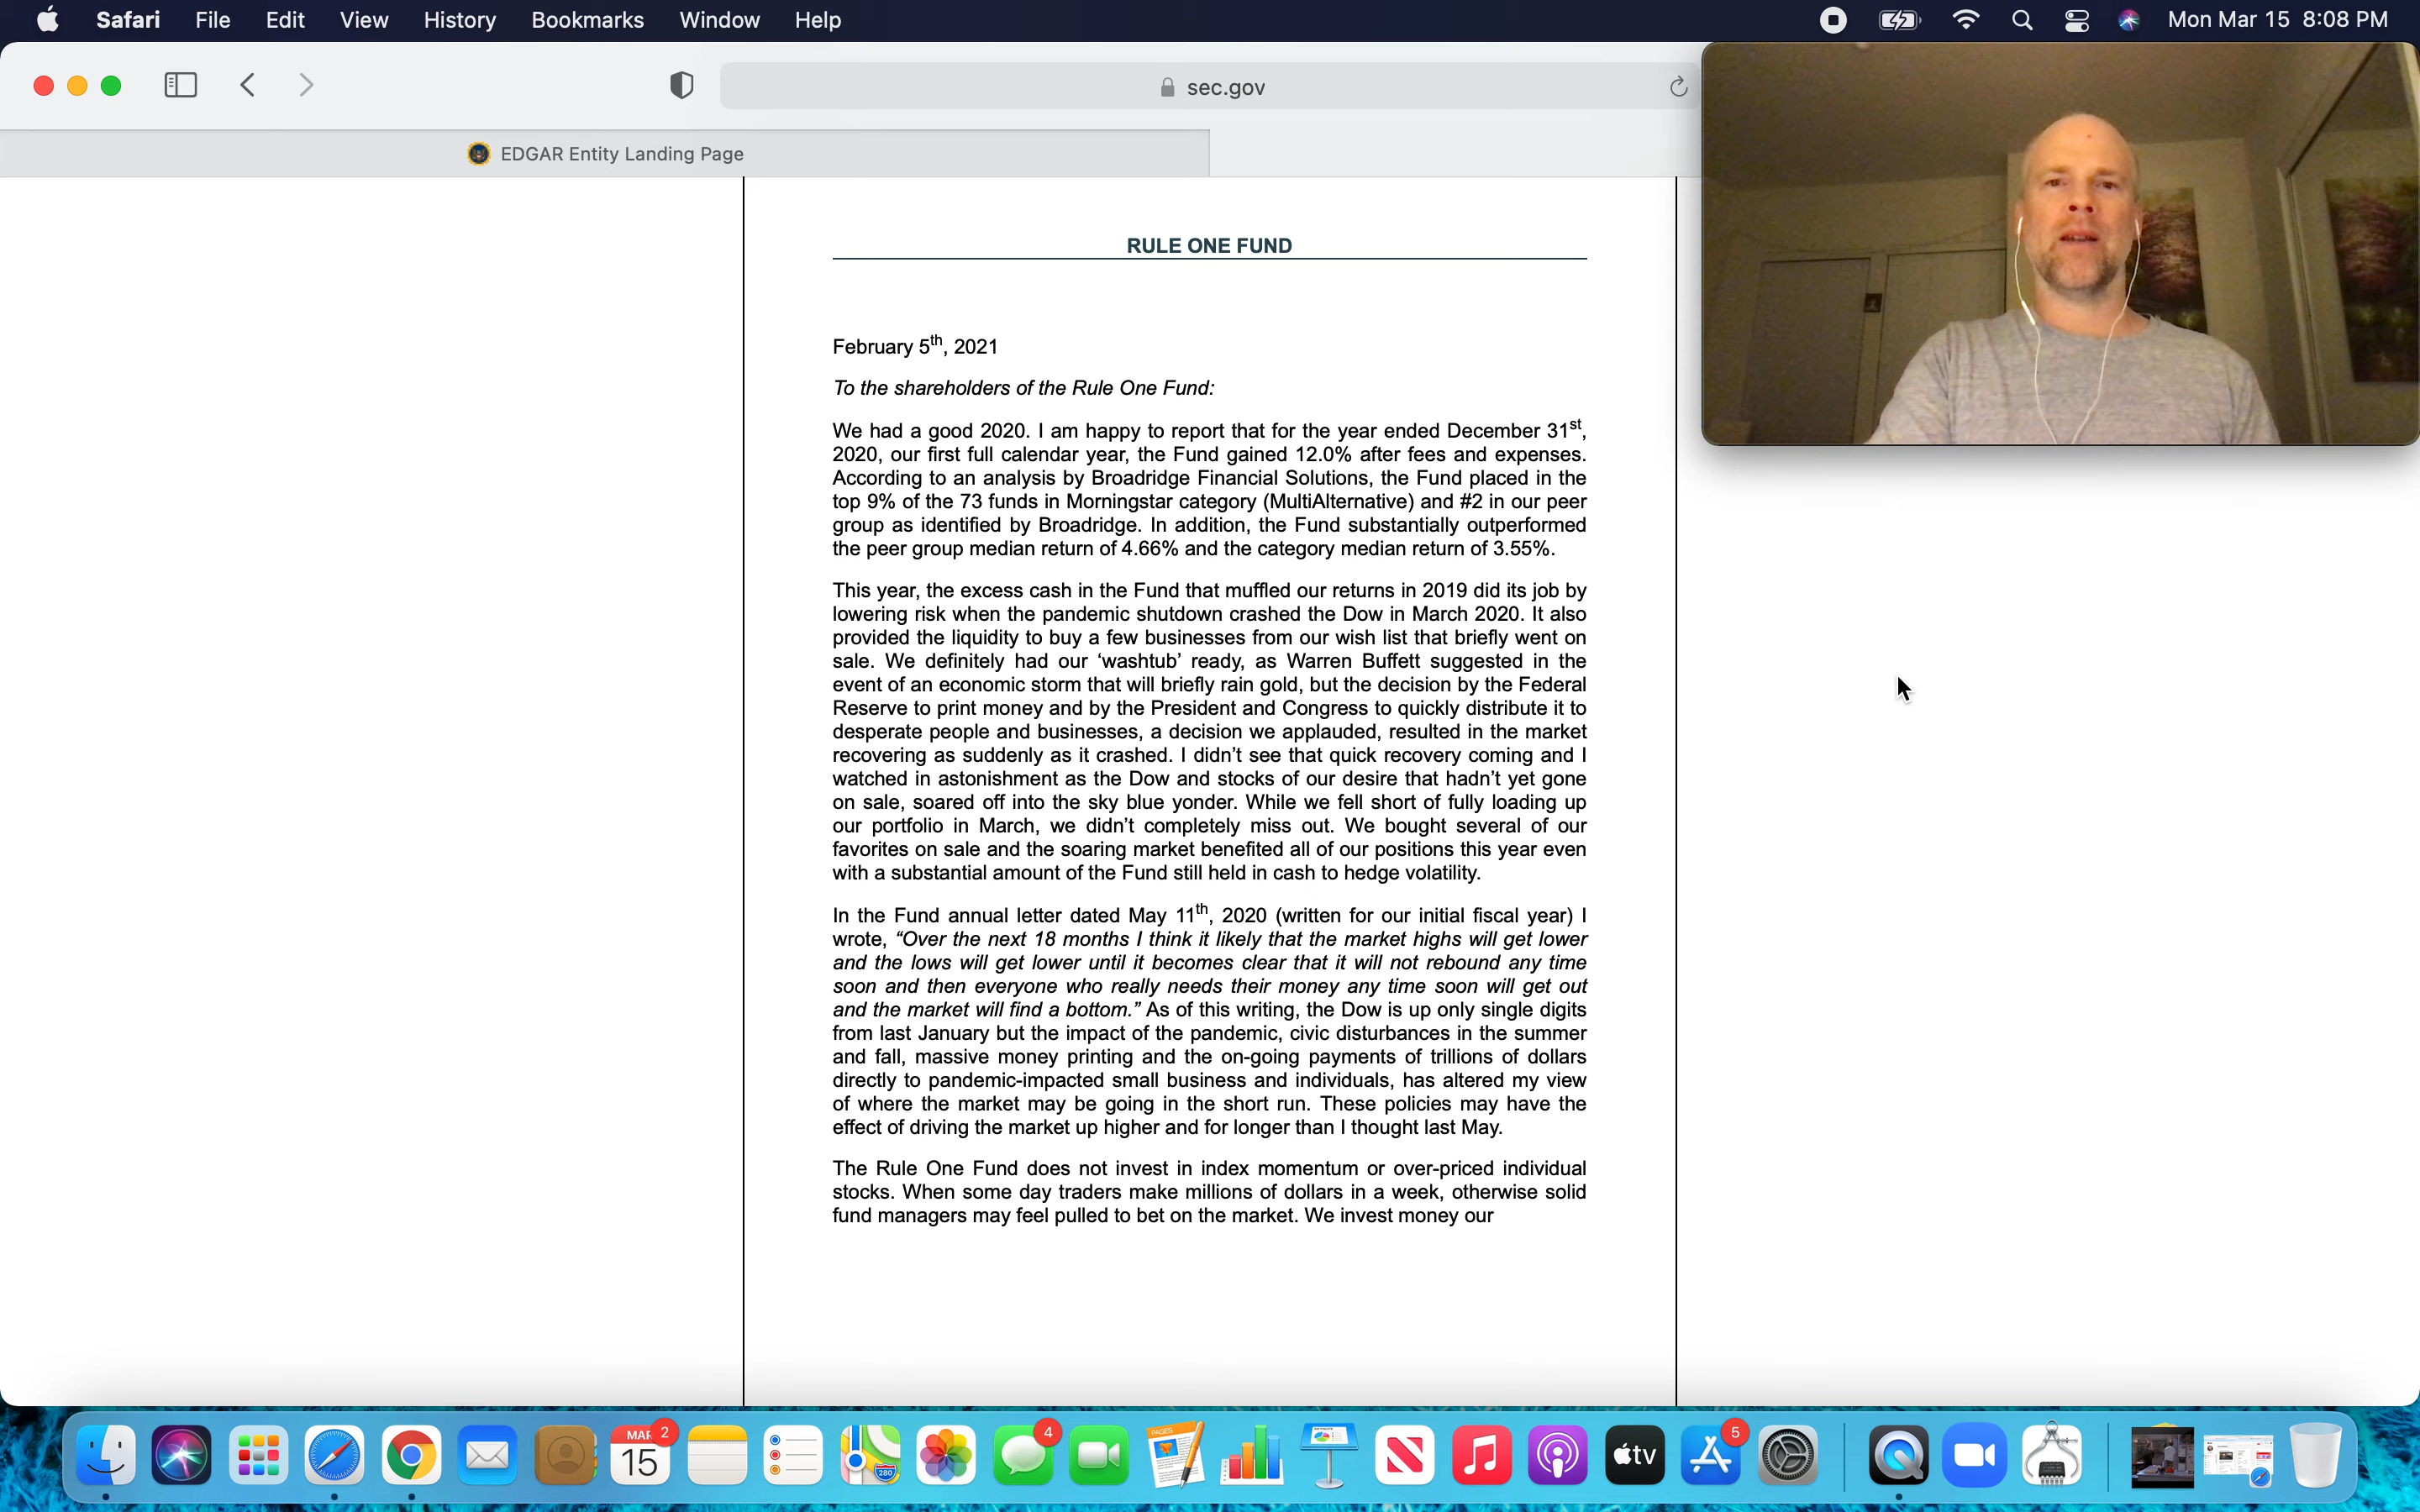 Safari File Edit View History Bookmarks Window Help Mon Mar 15 8:08 PM
sec.gov
EDGAR Entity Landing Page
RULE ONE FUND
February 5th, 2021
To the shareholders of the Rule One Fund:
We had a good 2020. I am happy to report that for the year ended December 31st,
2020, our first full calendar year, the Fund gained 12.0% after fees and expenses.
According to an analysis by Broadridge Financial Solutions, the Fund placed in the
top 9% of the 73 funds in Morningstar category (MultiAlternative) and #2 in our peer
group as identified by Broadridge. In addition, the Fund substantially outperformed
the peer group median return of 4.66% and the category median return of 3.55%.
This year, the excess cash in the Fund that muffled our returns in 2019 did its job by
lowering risk when the pandemic shutdown crashed the Dow in March 2020. It also
provided the liquidity to buy a few businesses from our wish list that briefly went on
sale. We definitely had our ‘washtub’ ready, as Warren Buffett suggested in the
event of an economic storm that will briefly rain gold, but the decision by the Federal
Reserve to print money and by the President and Congress to quickly distribute it to
desperate people and businesses, a decision we applauded, resulted in the market
recovering as suddenly as it crashed. I didn’t see that quick recovery coming and I
watched in astonishment as the Dow and stocks of our desire that hadn’t yet gone
on sale, soared off into the sky blue yonder. While we fell short of fully loading up
our portfolio in March, we didn’t completely miss out. We bought several of our
favorites on sale and the soaring market benefited all of our positions this year even
with a substantial amount of the Fund still held in cash to hedge volatility.
In the Fund annual letter dated May 11th, 2020 (written for our initial fiscal year) I
wrote, “Over the next 18 months I think it likely that the market highs will get lower
and the lows will get lower until it becomes clear that it will not rebound any time
soon and then everyone who really needs their money any time soon will get out
and the market will find a bottom.” As of this writing, the Dow is up only single digits
from last January but the impact of the pandemic, civic disturbances in the summer
and fall, massive money printing and the on-going payments of trillions of dollars
directly to pandemic-impacted small business and individuals, has altered my view
of where the market may be going in the short run. These policies may have the
effect of driving the market up higher and for longer than I thought last May.
The Rule One Fund does not invest in index momentum or over-priced individual
stocks. When some day traders make millions of dollars in a week, otherwise solid
fund managers may feel pulled to bet on the market. We invest money our
MAR 2 4 PAGES 5
15 280 tv